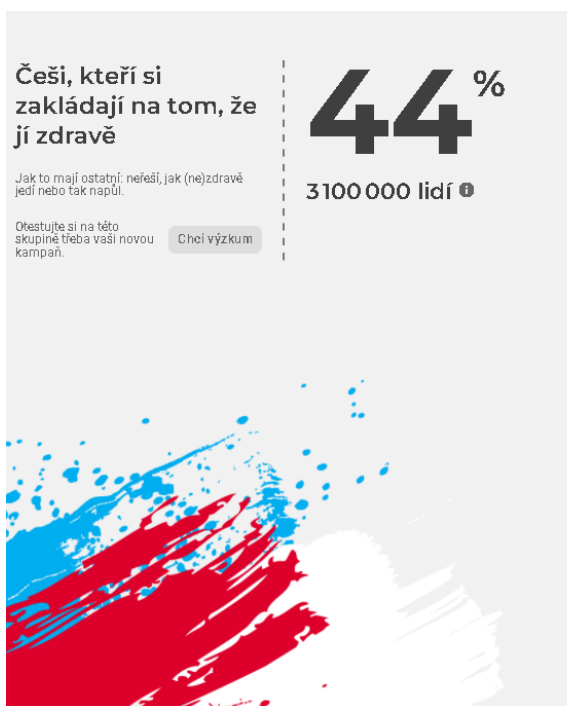 Češi, kteří si
zakládají na tom, že
jí zdravě
Jak to mají ostatní: neřeší, jak (ne)zdravě
jedí nebo tak napůl.
Otestujte si na této
skupině třeba vaši novou
kampaň.
Chci výzkum
44%
3 100 000 lidí